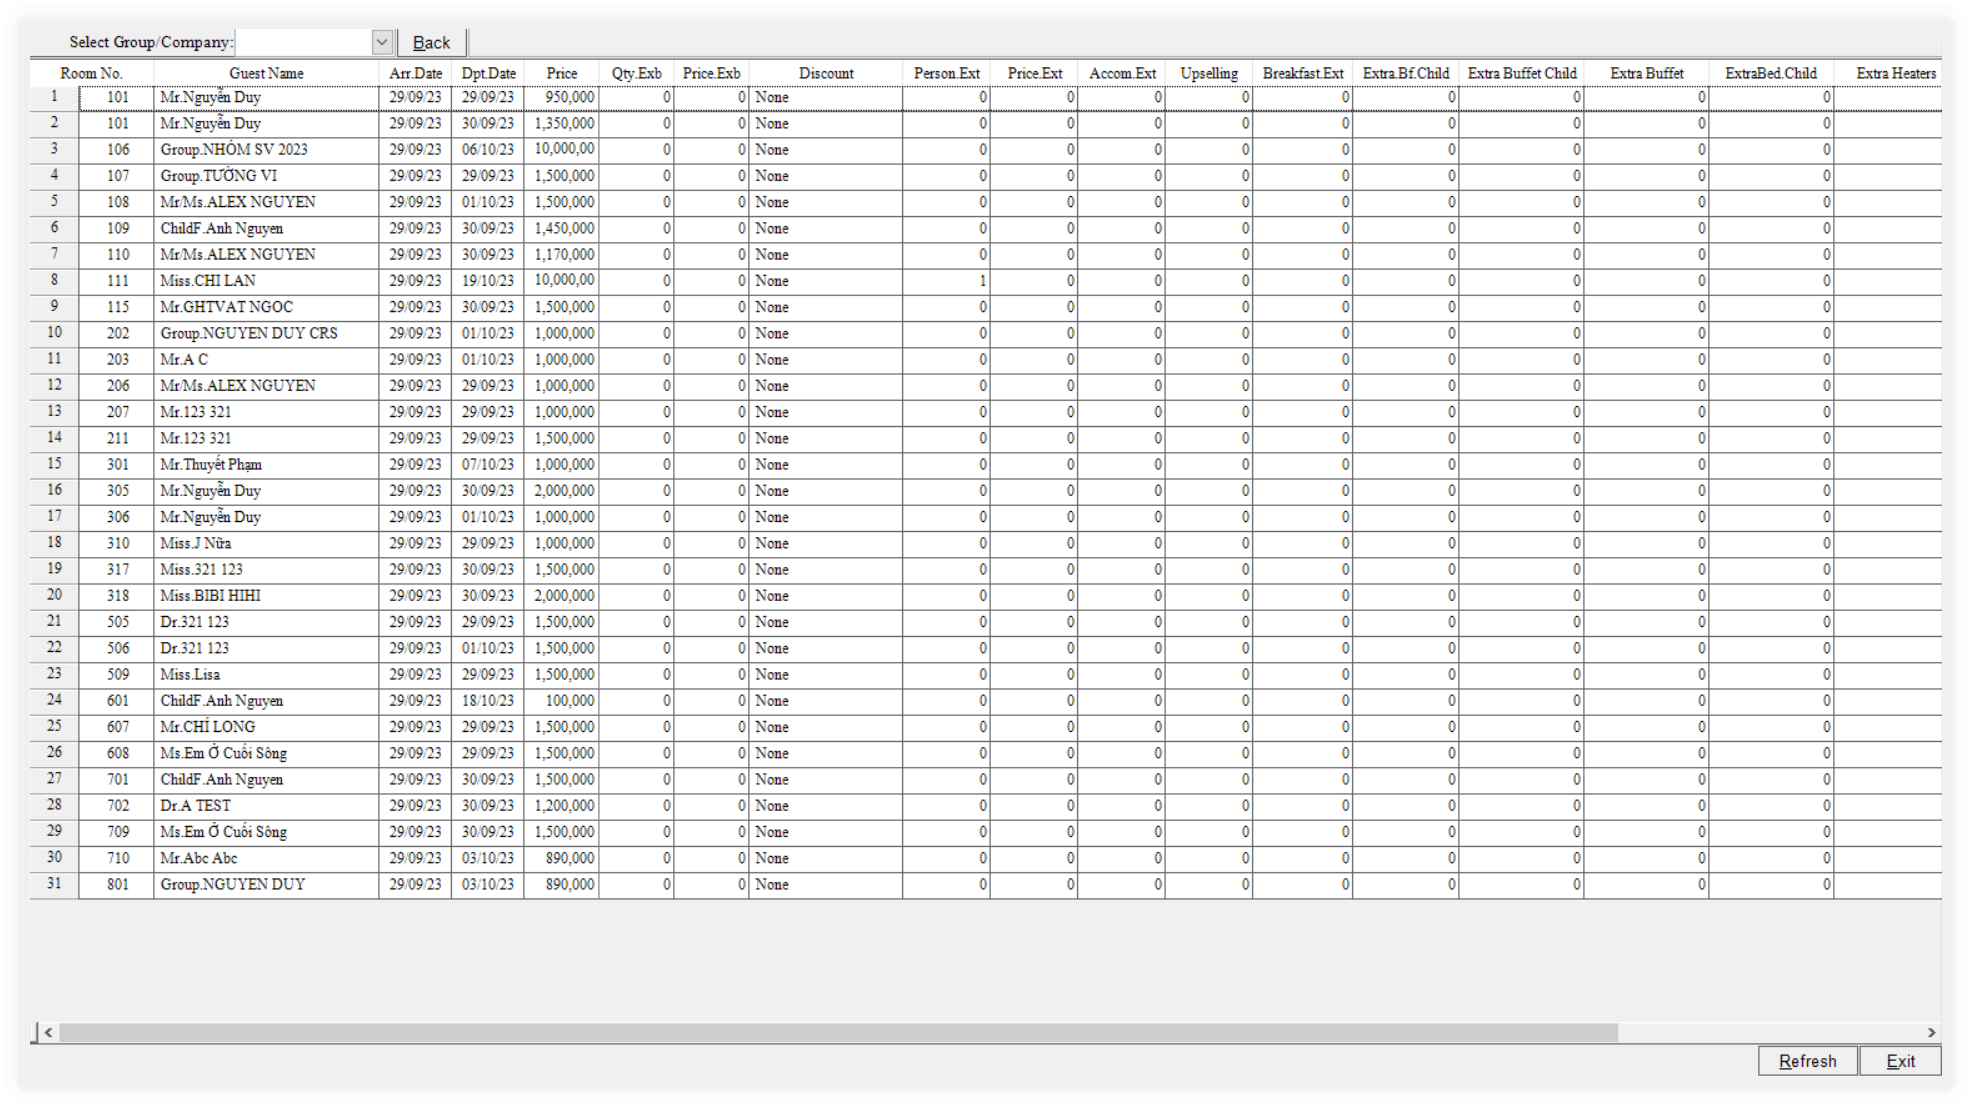 Select Group/Company: Back
Room No. Guest Name Arr.Date Dpt.Date Price Qty.Exb Price.Exb Discount Person.Ext Price.Ext Accom.Ext Upselling Breakfast.Ext Extra.Bf.Child Extra Buffet Child Extra Buffet ExtraBed.Child Extra Heaters
1 101 Mr.Nguyễn Duy 29/09/23 29/09/23 950,000 0 0 None 0 0 0 0 0 0 0 0 0
2 101 Mr.Nguyễn Duy 29/09/23 30/09/23 1,350,000 0 0 None 0 0 0 0 0 0 0 0 0
3 106 Group.NHÓM SV 2023 29/09/23 06/10/23 10,000,00 0 0 None 0 0 0 0 0 0 0 0 0
4 107 Group.TƯỜNG VI 29/09/23 29/09/23 1,500,000 0 0 None 0 0 0 0 0 0 0 0 0
5 108 Mr/Ms.ALEX NGUYEN 29/09/23 01/10/23 1,500,000 0 0 None 0 0 0 0 0 0 0 0 0
6 109 ChildF.Anh Nguyen 29/09/23 30/09/23 1,450,000 0 0 None 0 0 0 0 0 0 0 0 0
7 110 Mr/Ms.ALEX NGUYEN 29/09/23 30/09/23 1,170,000 0 0 None 0 0 0 0 0 0 0 0 0
8 111 Miss.CHI LAN 29/09/23 19/10/23 10,000,00 0 0 None 1 0 0 0 0 0 0 0 0
9 115 Mr.GHTVAT NGOC 29/09/23 30/09/23 1,500,000 0 0 None 0 0 0 0 0 0 0 0 0
10 202 Group.NGUYEN DUY CRS 29/09/23 01/10/23 1,000,000 0 0 None 0 0 0 0 0 0 0 0 0
11 203 Mr.A C 29/09/23 01/10/23 1,000,000 0 0 None 0 0 0 0 0 0 0 0 0
12 206 Mr/Ms.ALEX NGUYEN 29/09/23 29/09/23 1,000,000 0 0 None 0 0 0 0 0 0 0 0 0
13 207 Mr.123 321 29/09/23 29/09/23 1,000,000 0 0 None 0 0 0 0 0 0 0 0 0
14 211 Mr.123 321 29/09/23 29/09/23 1,500,000 0 0 None 0 0 0 0 0 0 0 0 0
15 301 Mr.Thuyết Phạm 29/09/23 07/10/23 1,000,000 0 0 None 0 0 0 0 0 0 0 0 0
16 305 Mr.Nguyễn Duy 29/09/23 30/09/23 2,000,000 0 0 None 0 0 0 0 0 0 0 0 0
17 306 Mr.Nguyễn Duy 29/09/23 01/10/23 1,000,000 0 0 None 0 0 0 0 0 0 0 0 0
18 310 Miss.J Nữa 29/09/23 29/09/23 1,000,000 0 0 None 0 0 0 0 0 0 0 0 0
19 317 Miss.321 123 29/09/23 30/09/23 1,500,000 0 0 None 0 0 0 0 0 0 0 0 0
20 318 Miss.BIBI HIHI 29/09/23 30/09/23 2,000,000 0 0 None 0 0 0 0 0 0 0 0 0
21 505 Dr.321 123 29/09/23 29/09/23 1,500,000 0 0 None 0 0 0 0 0 0 0 0 0
22 506 Dr.321 123 29/09/23 01/10/23 1,500,000 0 0 None 0 0 0 0 0 0 0 0 0
23 509 Miss.Lisa 29/09/23 29/09/23 1,500,000 0 0 None 0 0 0 0 0 0 0 0 0
24 601 ChildF.Anh Nguyen 29/09/23 18/10/23 100,000 0 0 None 0 0 0 0 0 0 0 0 0
25 607 Mr.CHÍ LONG 29/09/23 29/09/23 1,500,000 0 0 None 0 0 0 0 0 0 0 0 0
26 608 Ms.Em Ở Cuối Sông 29/09/23 29/09/23 1,500,000 0 0 None 0 0 0 0 0 0 0 0 0
27 701 ChildF.Anh Nguyen 29/09/23 30/09/23 1,500,000 0 0 None 0 0 0 0 0 0 0 0 0
28 702 Dr.A TEST 29/09/23 30/09/23 1,200,000 0 0 None 0 0 0 0 0 0 0 0 0
29 709 Ms.Em Ở Cuối Sông 29/09/23 30/09/23 1,500,000 0 0 None 0 0 0 0 0 0 0 0 0
30 710 Mr.Abc Abc 29/09/23 03/10/23 890,000 0 0 None 0 0 0 0 0 0 0 0 0
31 801 Group.NGUYEN DUY 29/09/23 03/10/23 890,000 0 0 None 0 0 0 0 0 0 0 0 0
Refresh Exit